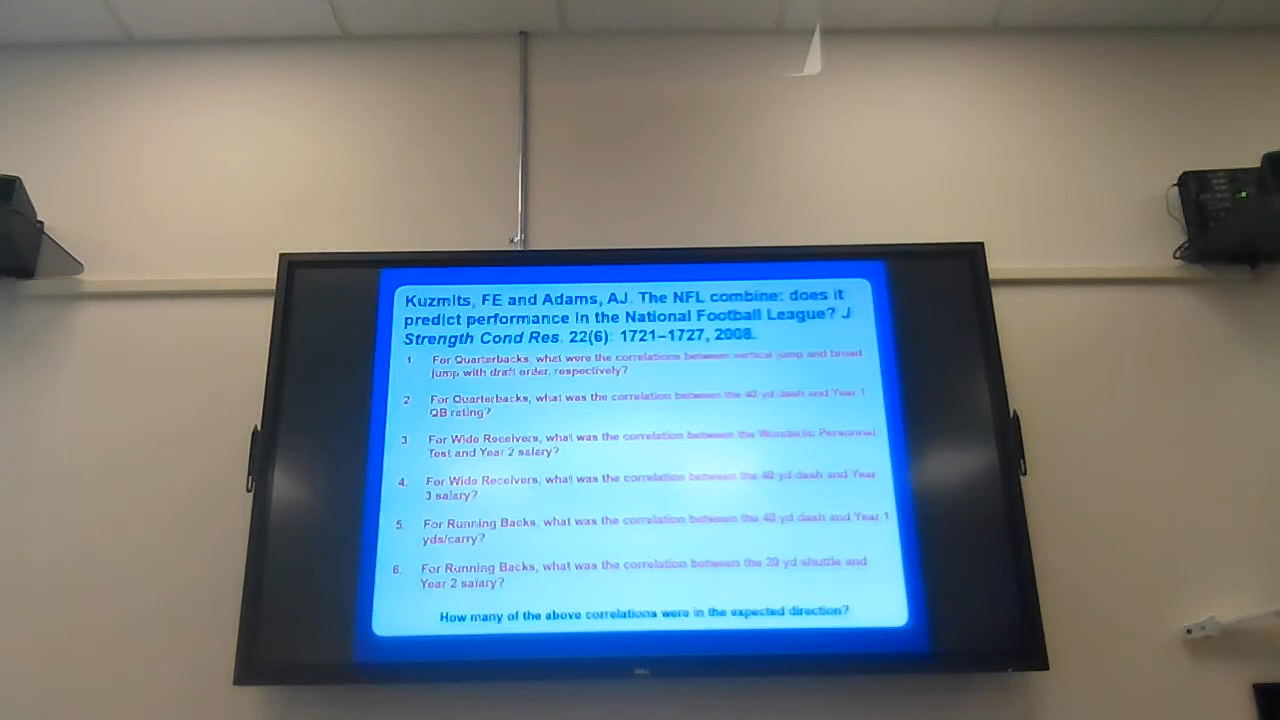 Kuzmits, FE and Adams, AJ. The NFL combine: does it
predict performance in the National Football League? J
Strength Cond Res. 22(6): 1721–1727, 2008.
1 For Quarterbacks, what were the correlations between vertical jump and broad
jump with draft order, respectively?
2 For Quarterbacks, what was the correlation between the 40 yd dash and Year 1
QB rating?
3 For Wide Receivers, what was the correlation between the Wonderlic Personnel
Test and Year 2 salary?
4. For Wide Receivers, what was the correlation between the 40 yd dash and Year
3 salary?
5. For Running Backs, what was the correlation between the 40 yd dash and Year 1
yds/carry?
6. For Running Backs, what was the correlation between the 20 yd shuttle and
Year 2 salary?
How many of the above correlations were in the expected direction?